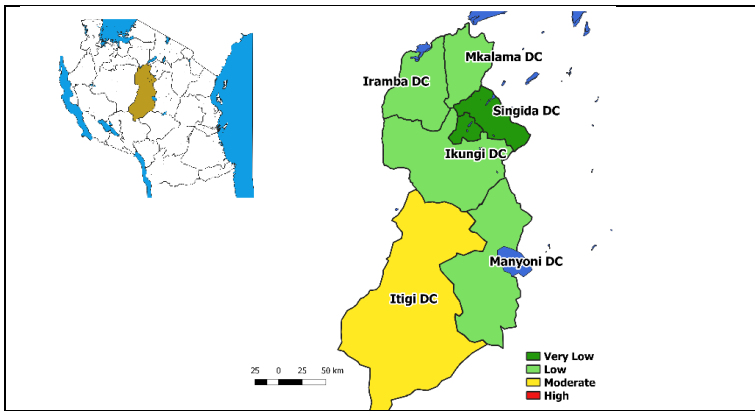 Mkalama DC
Iramba DC
Singida DC
Ikungi DC
Manyoni DC
Itigi DC
25 0 25 50 km
Very Low
Low
Moderate
High